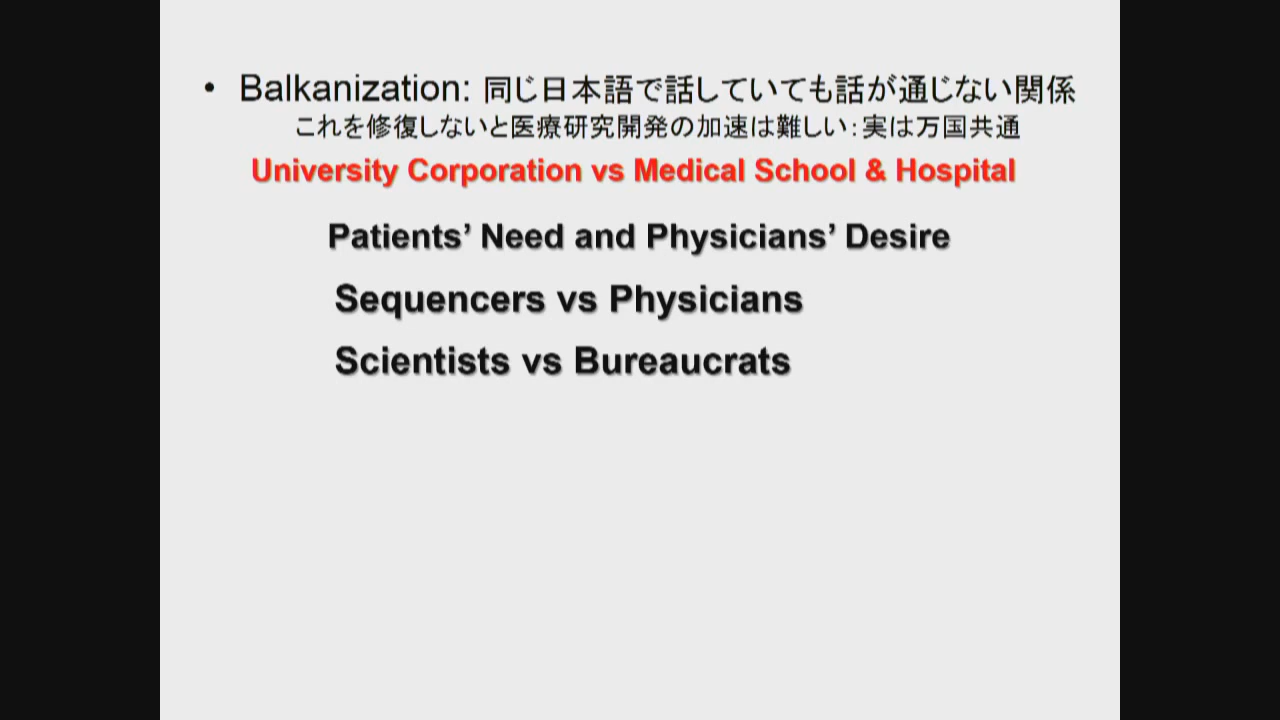 • Balkanization: 同じ日本語で話していても話が通じない関係
これを修復しないと医療研究開発の加速は難しい：実は万国共通
University Corporation vs Medical School & Hospital
Patients’ Need and Physicians’ Desire
Sequencers vs Physicians
Scientists vs Bureaucrats